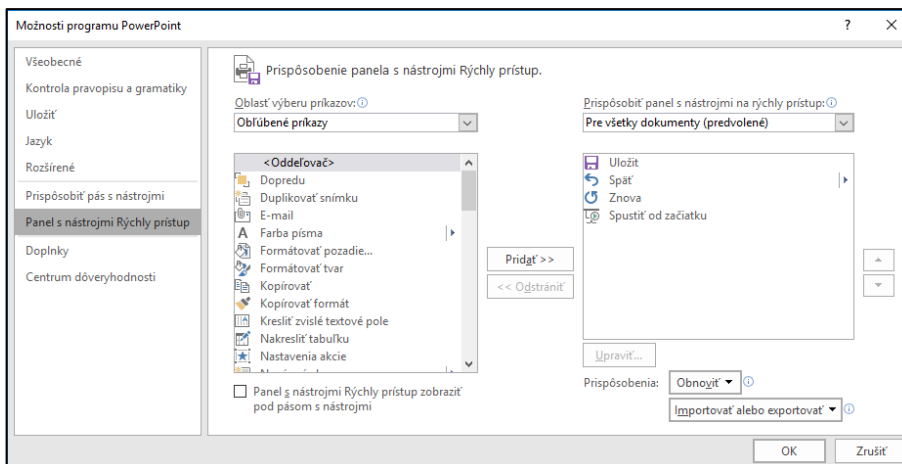 Možnosti programu PowerPoint
?
Všeobecné
Kontrola pravopisu a gramatiky
Uložiť
Jazyk
Rozšírené
Prispôsobiť pás s nástrojmi
Panel s nástrojmi Rýchly prístup
Doplnky
Centrum dôveryhodnosti
Prispôsobenie panela s nástrojmi Rýchly prístup.
Oblasť výberu príkazov:
Obľúbené príkazy
<Oddeľovač>
Dopredu
Duplikovať snímku
E-mail
Farba písma
Formátovať pozadie...
Formátovať tvar
Kopírovať
Kopírovať formát
Kresliť zvislé textové pole
Nakresliť tabuľku
Nastavenia akcie
Panel s nástrojmi Rýchly prístup zobraziť
pod pásom s nástrojmi
Pridať >>
<< Odstrániť
Prispôsobiť panel s nástrojmi na rýchly prístup:
Pre všetky dokumenty (predvolené)
Uložit
Späť
Znova
Spustiť od začiatku
Upraviť...
Prispôsobenia:
Obnoviť
Importovať alebo exportovať
OK
Zrušiť